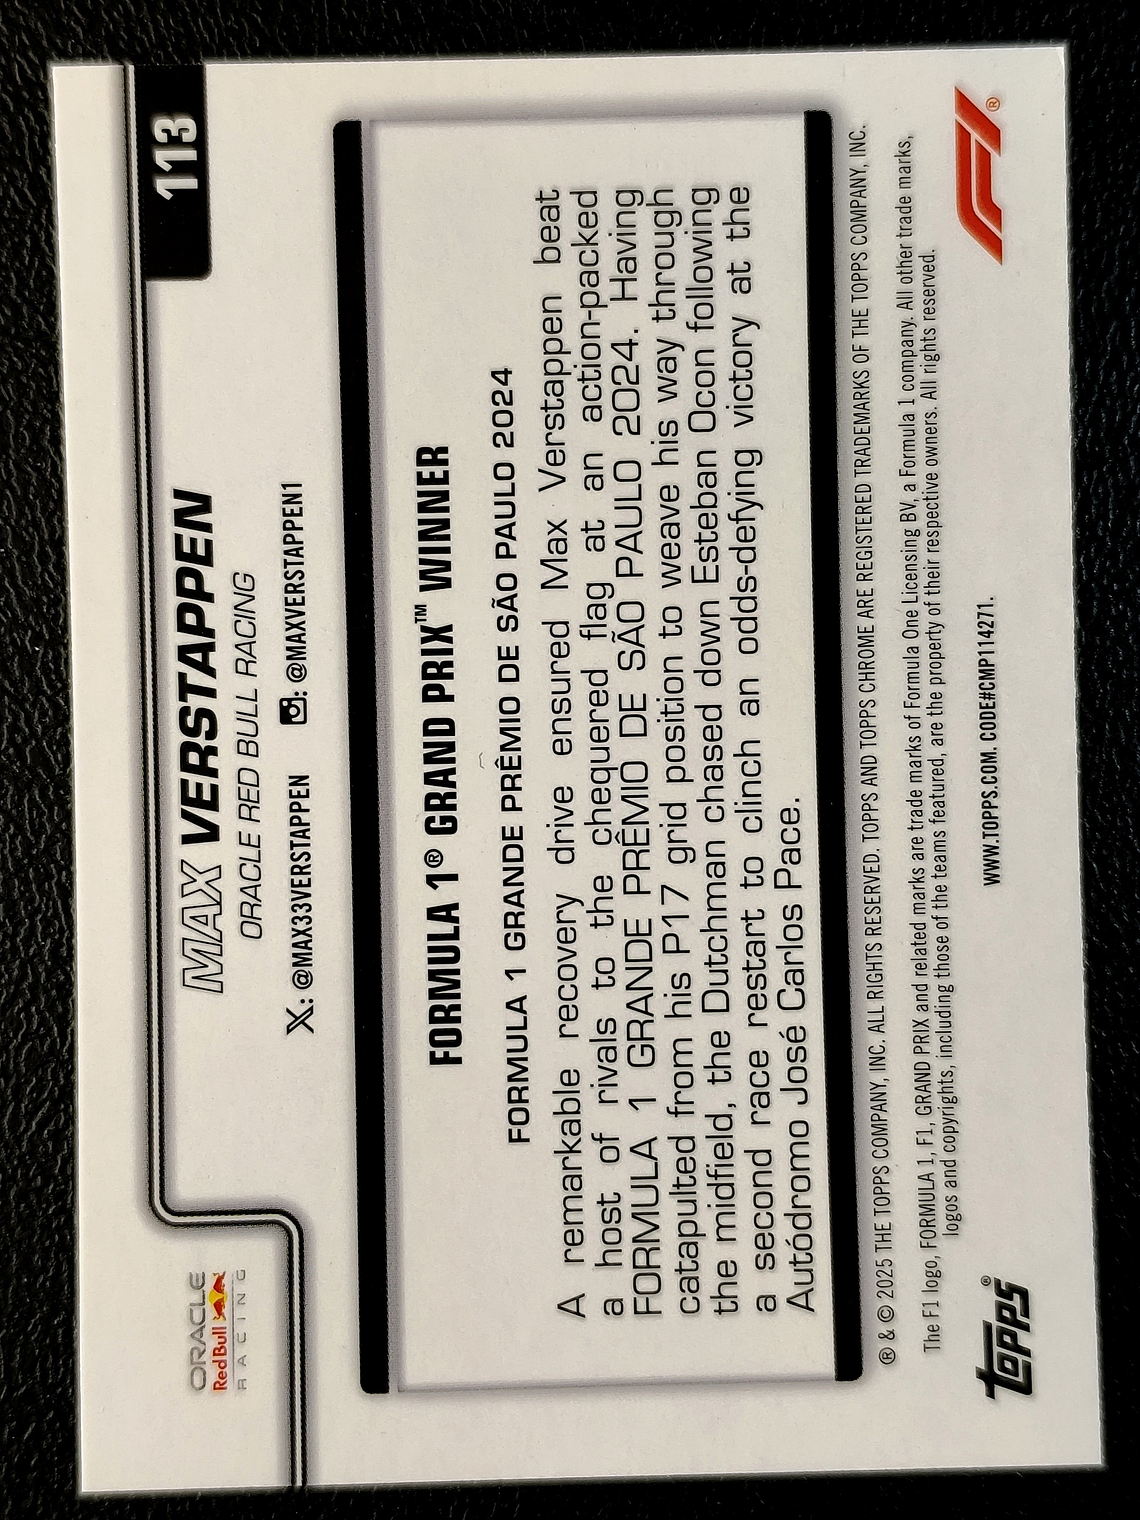 113
ORACLE
Red Bull
RACING
MAX VERSTAPPEN
ORACLE RED BULL RACING
X: @MAX33VERSTAPPEN : @MAXVERSTAPPEN1
FORMULA 1® GRAND PRIX™ WINNER
FORMULA 1 GRANDE PRÊMIO DE SÃO PAULO 2024
A remarkable recovery drive ensured Max Verstappen beat
a host of rivals to the chequered flag at an action-packed
FORMULA 1 GRANDE PRÊMIO DE SÃO PAULO 2024. Having
catapulted from his P17 grid position to weave his way through
the midfield, the Dutchman chased down Esteban Ocon following
a second race restart to clinch an odds-defying victory at the
Autódromo José Carlos Pace.
® & © 2025 THE TOPPS COMPANY, INC. ALL RIGHTS RESERVED. TOPPS AND TOPPS CHROME ARE REGISTERED TRADEMARKS OF THE TOPPS COMPANY, INC.
The F1 logo, FORMULA 1, F1, GRAND PRIX and related marks are trade marks of Formula One Licensing BV, a Formula 1 company. All other trade marks,
logos and copyrights, including those of the teams featured, are the property of their respective owners. All rights reserved.
WWW.TOPPS.COM. CODE#CMP114271.
topps®
F1®